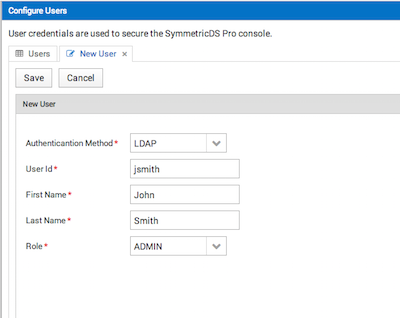 Configure Users
User credentials are used to secure the SymmetricDS Pro console.
Users
New User
Save
Cancel
New User
Authenticantion Method * LDAP
User Id * jsmith
First Name * John
Last Name * Smith
Role * ADMIN